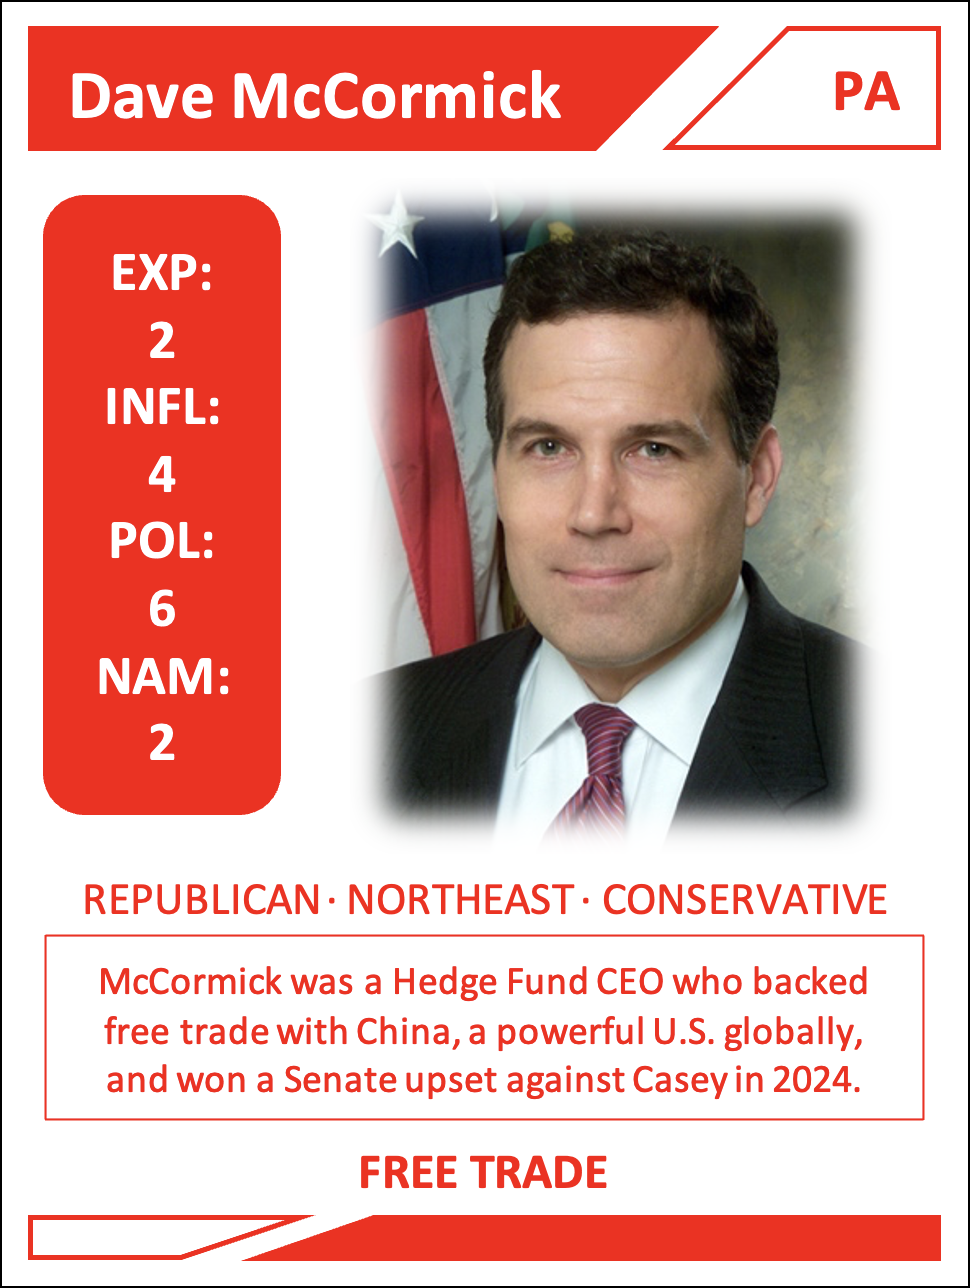 Dave McCormick
PA
EXP:
2
INFL:
4
POL:
6
NAM:
2
REPUBLICAN · NORTHEAST · CONSERVATIVE
McCormick was a Hedge Fund CEO who backed
free trade with China, a powerful U.S. globally,
and won a Senate upset against Casey in 2024.
FREE TRADE